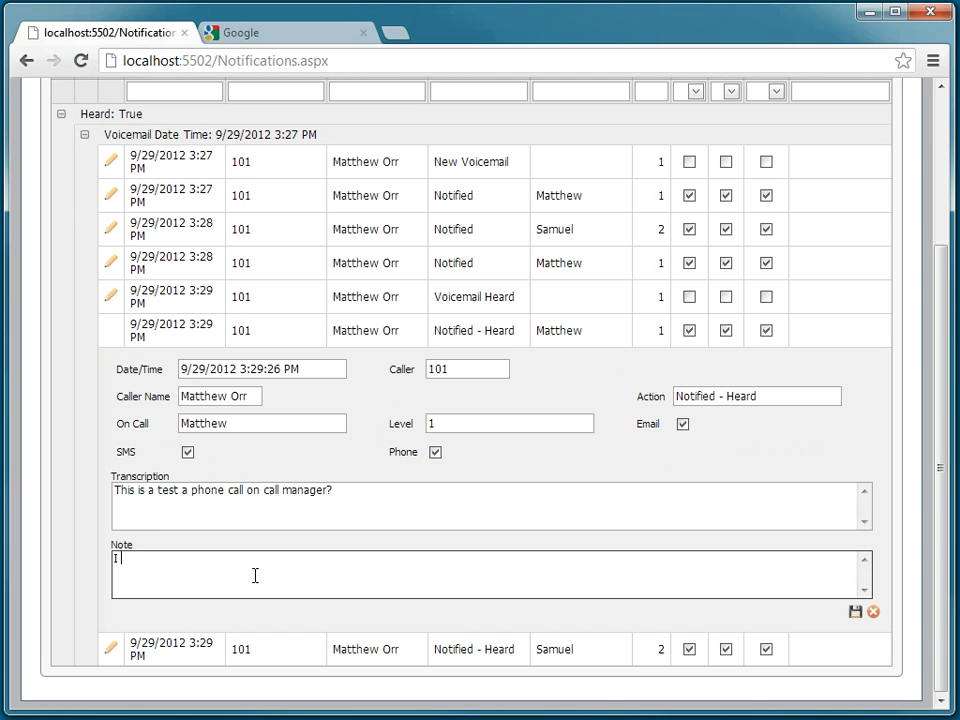 localhost:5502/Notification
Google
localhost:5502/Notifications.aspx
Heard: True
Voicemail Date Time: 9/29/2012 3:27 PM
9/29/2012 3:27 PM 101 Matthew Orr New Voicemail 1
9/29/2012 3:27 PM 101 Matthew Orr Notified Matthew 1
9/29/2012 3:28 PM 101 Matthew Orr Notified Samuel 2
9/29/2012 3:28 PM 101 Matthew Orr Notified Matthew 1
9/29/2012 3:29 PM 101 Matthew Orr Voicemail Heard 1
9/29/2012 3:29 PM 101 Matthew Orr Notified - Heard Matthew 1
Date/Time 9/29/2012 3:29:26 PM Caller 101
Caller Name Matthew Orr Action Notified - Heard
On Call Matthew Level 1 Email
SMS Phone
Transcription
This is a test a phone call on call manager?
Note
I
9/29/2012 3:29 PM 101 Matthew Orr Notified - Heard Samuel 2